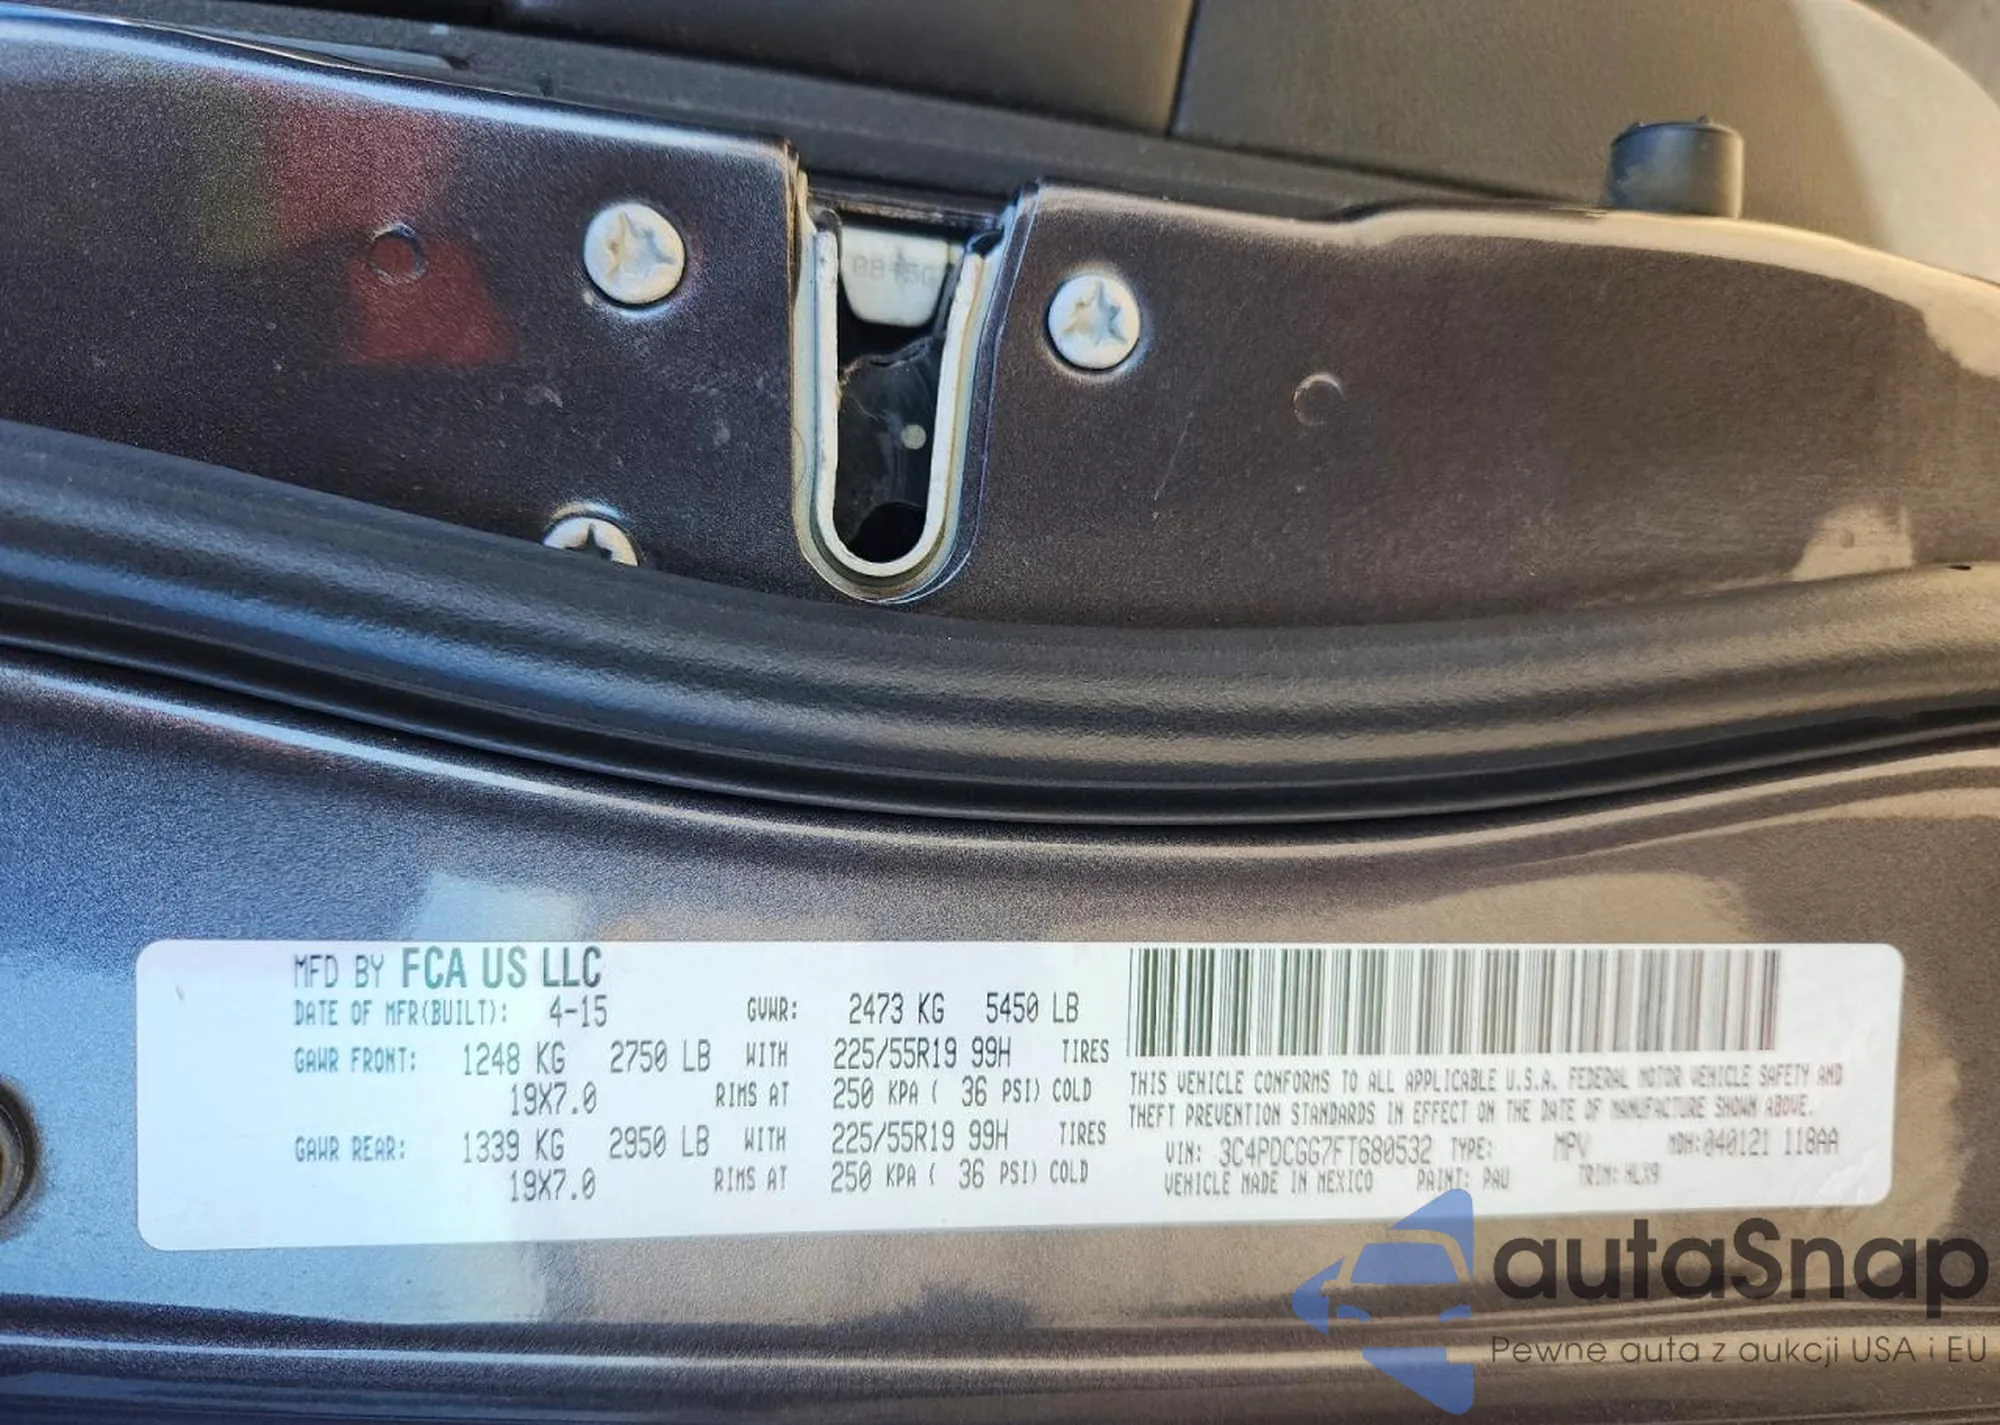 MFD BY FCA US LLC
DATE OF MFR(BUILT): 4-15 GVWR: 2473 KG 5450 LB
GAWR FRONT: 1248 KG 2750 LB WITH 225/55R19 99H TIRES
19X7.0 RIMS AT 250 KPA ( 36 PSI) COLD
GAWR REAR: 1339 KG 2950 LB WITH 225/55R19 99H TIRES
19X7.0 RIMS AT 250 KPA ( 36 PSI) COLD
THIS VEHICLE CONFORMS TO ALL APPLICABLE U.S.A. FEDERAL MOTOR VEHICLE SAFETY AND
THEFT PREVENTION STANDARDS IN EFFECT ON THE DATE OF MANUFACTURE SHOWN ABOVE.
VIN: 3C4PDCGG7FT680532 TYPE: MPV MDH: 040121 118AA
VEHICLE MADE IN MEXICO PAINT: PAU TRIM: HLX9
autaSnap
Pewne auta z aukcji USA i EU